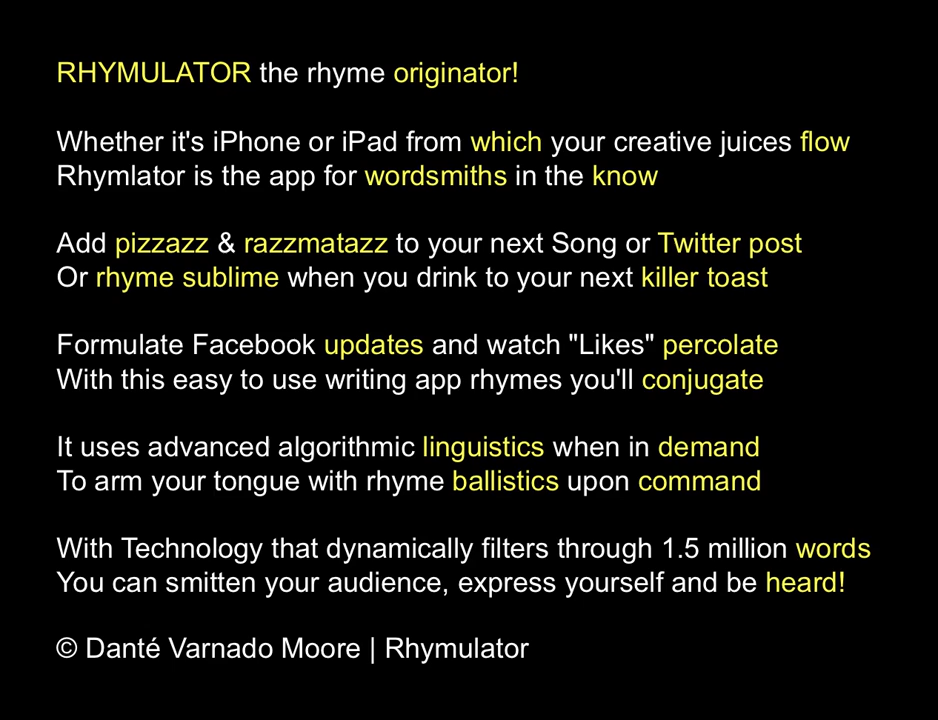 RHYMULATOR the rhyme originator!
Whether it's iPhone or iPad from which your creative juices flow
Rhymlator is the app for wordsmiths in the know
Add pizzazz & razzmatazz to your next Song or Twitter post
Or rhyme sublime when you drink to your next killer toast
Formulate Facebook updates and watch "Likes" percolate
With this easy to use writing app rhymes you'll conjugate
It uses advanced algorithmic linguistics when in demand
To arm your tongue with rhyme ballistics upon command
With Technology that dynamically filters through 1.5 million words
You can smitten your audience, express yourself and be heard!
© Danté Varnado Moore | Rhymulator